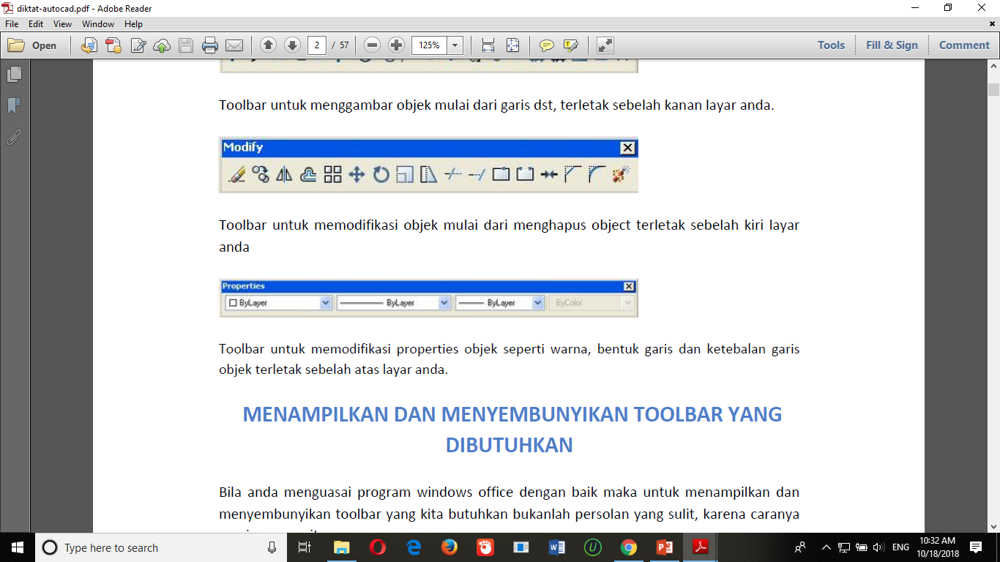 diktat-autocad.pdf - Adobe Reader
File Edit View Window Help
Open 2 / 57 125% Tools Fill & Sign Comment
Toolbar untuk menggambar objek mulai dari garis dst, terletak sebelah kanan layar anda.
Modify
Toolbar untuk memodifikasi objek mulai dari menghapus object terletak sebelah kiri layar
anda
Properties
ByLayer ByLayer ByLayer ByColor
Toolbar untuk memodifikasi properties objek seperti warna, bentuk garis dan ketebalan garis
objek terletak sebelah atas layar anda.
MENAMPILKAN DAN MENYEMBUNYIKAN TOOLBAR YANG
DIBUTUHKAN
Bila anda menguasai program windows office dengan baik maka untuk menampilkan dan
menyembunyikan toolbar yang kita butuhkan bukanlah persolan yang sulit, karena caranya
Type here to search
ENG
10:32 AM
10/18/2018